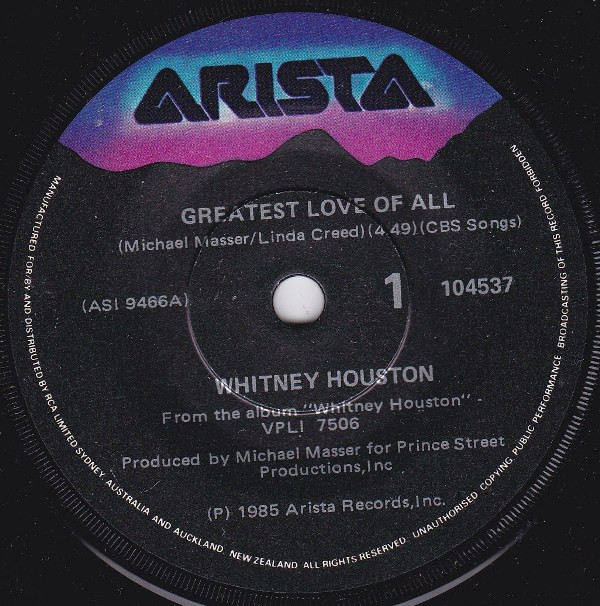 ARISTA
GREATEST LOVE OF ALL
(Michael Masser/Linda Creed)(4 49)(CBS Songs)
(ASI 9466A)
1
104537
WHITNEY HOUSTON
From the album "Whitney Houston" -
VPLI 7506
Produced by Michael Masser for Prince Street
Productions,Inc
(P) 1985 Arista Records,Inc.
MANUFACTURED FOR/BY AND DISTRIBUTED BY RCA LIMITED SYDNEY AUSTRALIA AND AUCKLAND, NEW ZEALAND. ALL RIGHTS RESERVED. UNAUTHORISED COPYING, PUBLIC PERFORMANCE, BROADCASTING OF THIS RECORD FORBIDDEN